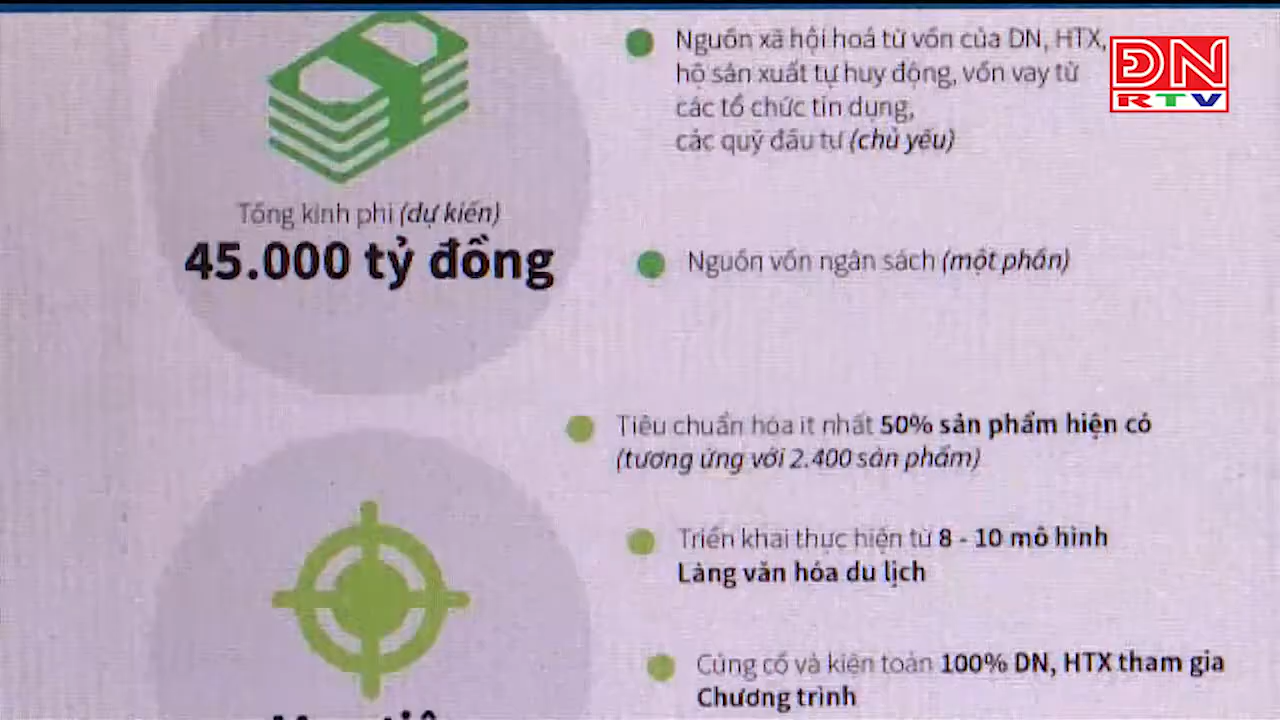 Nguồn xã hội hoá từ vốn của DN, HTX,
hộ sản xuất tự huy động, vốn vay từ
các tổ chức tín dụng,
các quỹ đầu tư (chủ yếu)
ĐN
RTV
Tổng kinh phí (dự kiến)
45.000 tỷ đồng
Nguồn vốn ngân sách (một phần)
Tiêu chuẩn hóa ít nhất 50% sản phẩm hiện có
(tương ứng với 2.400 sản phẩm)
Triển khai thực hiện từ 8 - 10 mô hình
Làng văn hóa du lịch
Củng cố và kiện toàn 100% DN, HTX tham gia
Chương trình